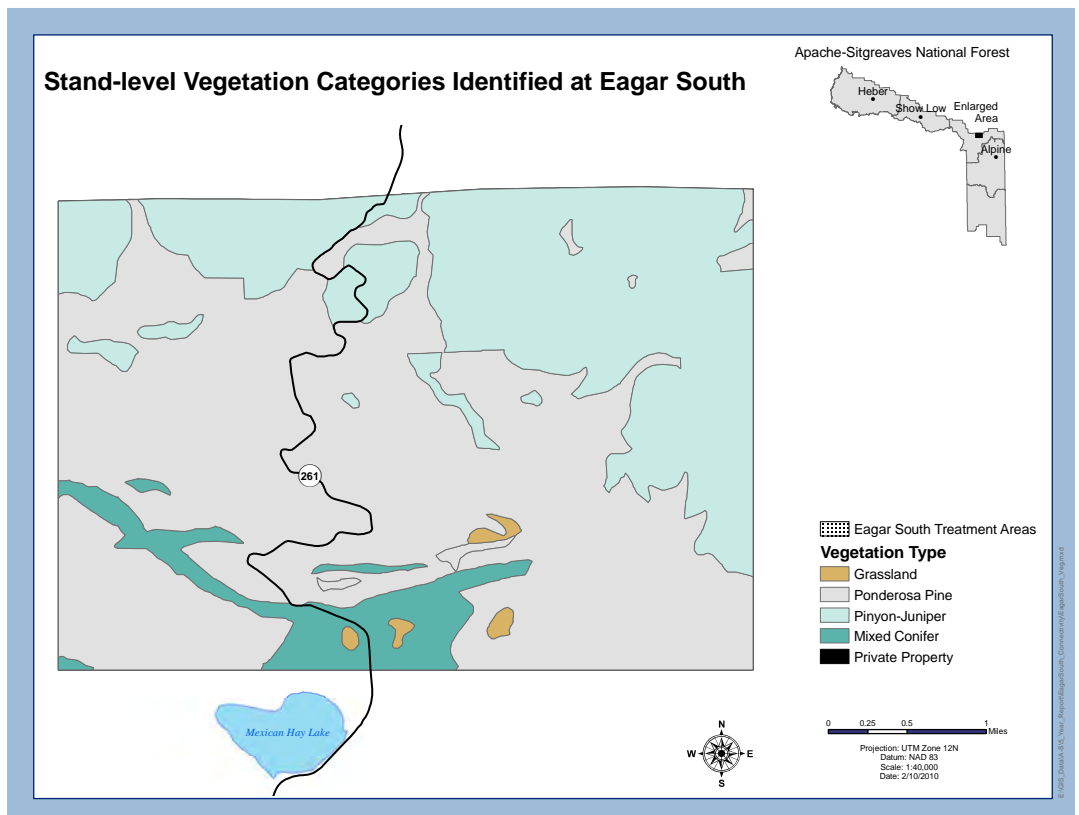 Stand-level Vegetation Categories Identified at Eagar South
Apache-Sitgreaves National Forest
Heber
Show Low
Enlarged
Area
Alpine
261
Mexican Hay Lake
Eagar South Treatment Areas
Vegetation Type
Grassland
Ponderosa Pine
Pinyon-Juniper
Mixed Conifer
Private Property
N
W E
S
0 0.25 0.5 1
Miles
Projection: UTM Zone 12N
Datum: NAD 83
Scale: 1:40,000
Date: 2/10/2010